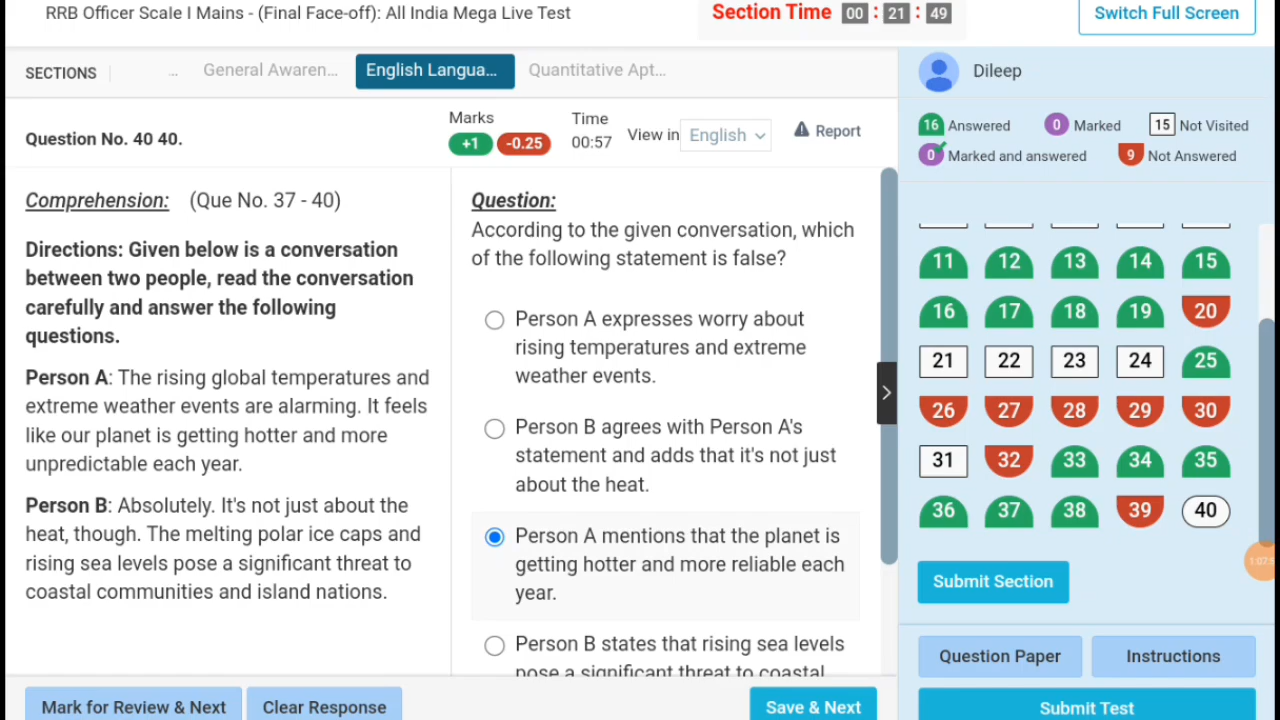 RRB Officer Scale I Mains - (Final Face-off): All India Mega Live Test
Section Time 00 : 21 : 49
Switch Full Screen
SECTIONS
...
General Awaren...
English Langua...
Quantitative Apt...
Dileep
Question No. 40 40.
Marks
+1 -0.25
Time
00:57
View in English
Report
16 Answered
0 Marked
15 Not Visited
0 Marked and answered
9 Not Answered
Comprehension: (Que No. 37 - 40)
Directions: Given below is a conversation
between two people, read the conversation
carefully and answer the following
questions.
Person A: The rising global temperatures and
extreme weather events are alarming. It feels
like our planet is getting hotter and more
unpredictable each year.
Person B: Absolutely. It's not just about the
heat, though. The melting polar ice caps and
rising sea levels pose a significant threat to
coastal communities and island nations.
Question:
According to the given conversation, which
of the following statement is false?
Person A expresses worry about
rising temperatures and extreme
weather events.
Person B agrees with Person A's
statement and adds that it's not just
about the heat.
Person A mentions that the planet is
getting hotter and more reliable each
year.
Person B states that rising sea levels
pose a significant threat to coastal
11 12 13 14 15
16 17 18 19 20
21 22 23 24 25
26 27 28 29 30
31 32 33 34 35
36 37 38 39 40
Submit Section
Question Paper
Instructions
Mark for Review & Next
Clear Response
Save & Next
Submit Test